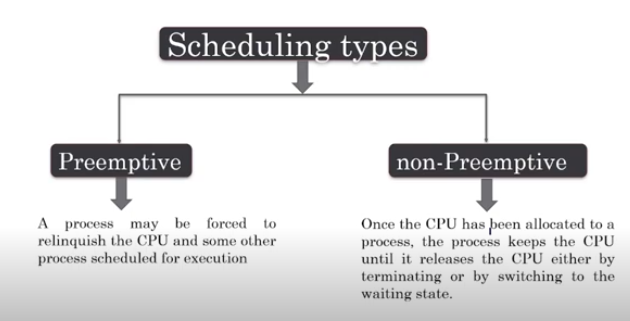 Scheduling types
Preemptive
non-Preemptive
A process may be forced to
relinquish the CPU and some other
process scheduled for execution
Once the CPU has been allocated to a
process, the process keeps the CPU
until it releases the CPU either by
terminating or by switching to the
waiting state.